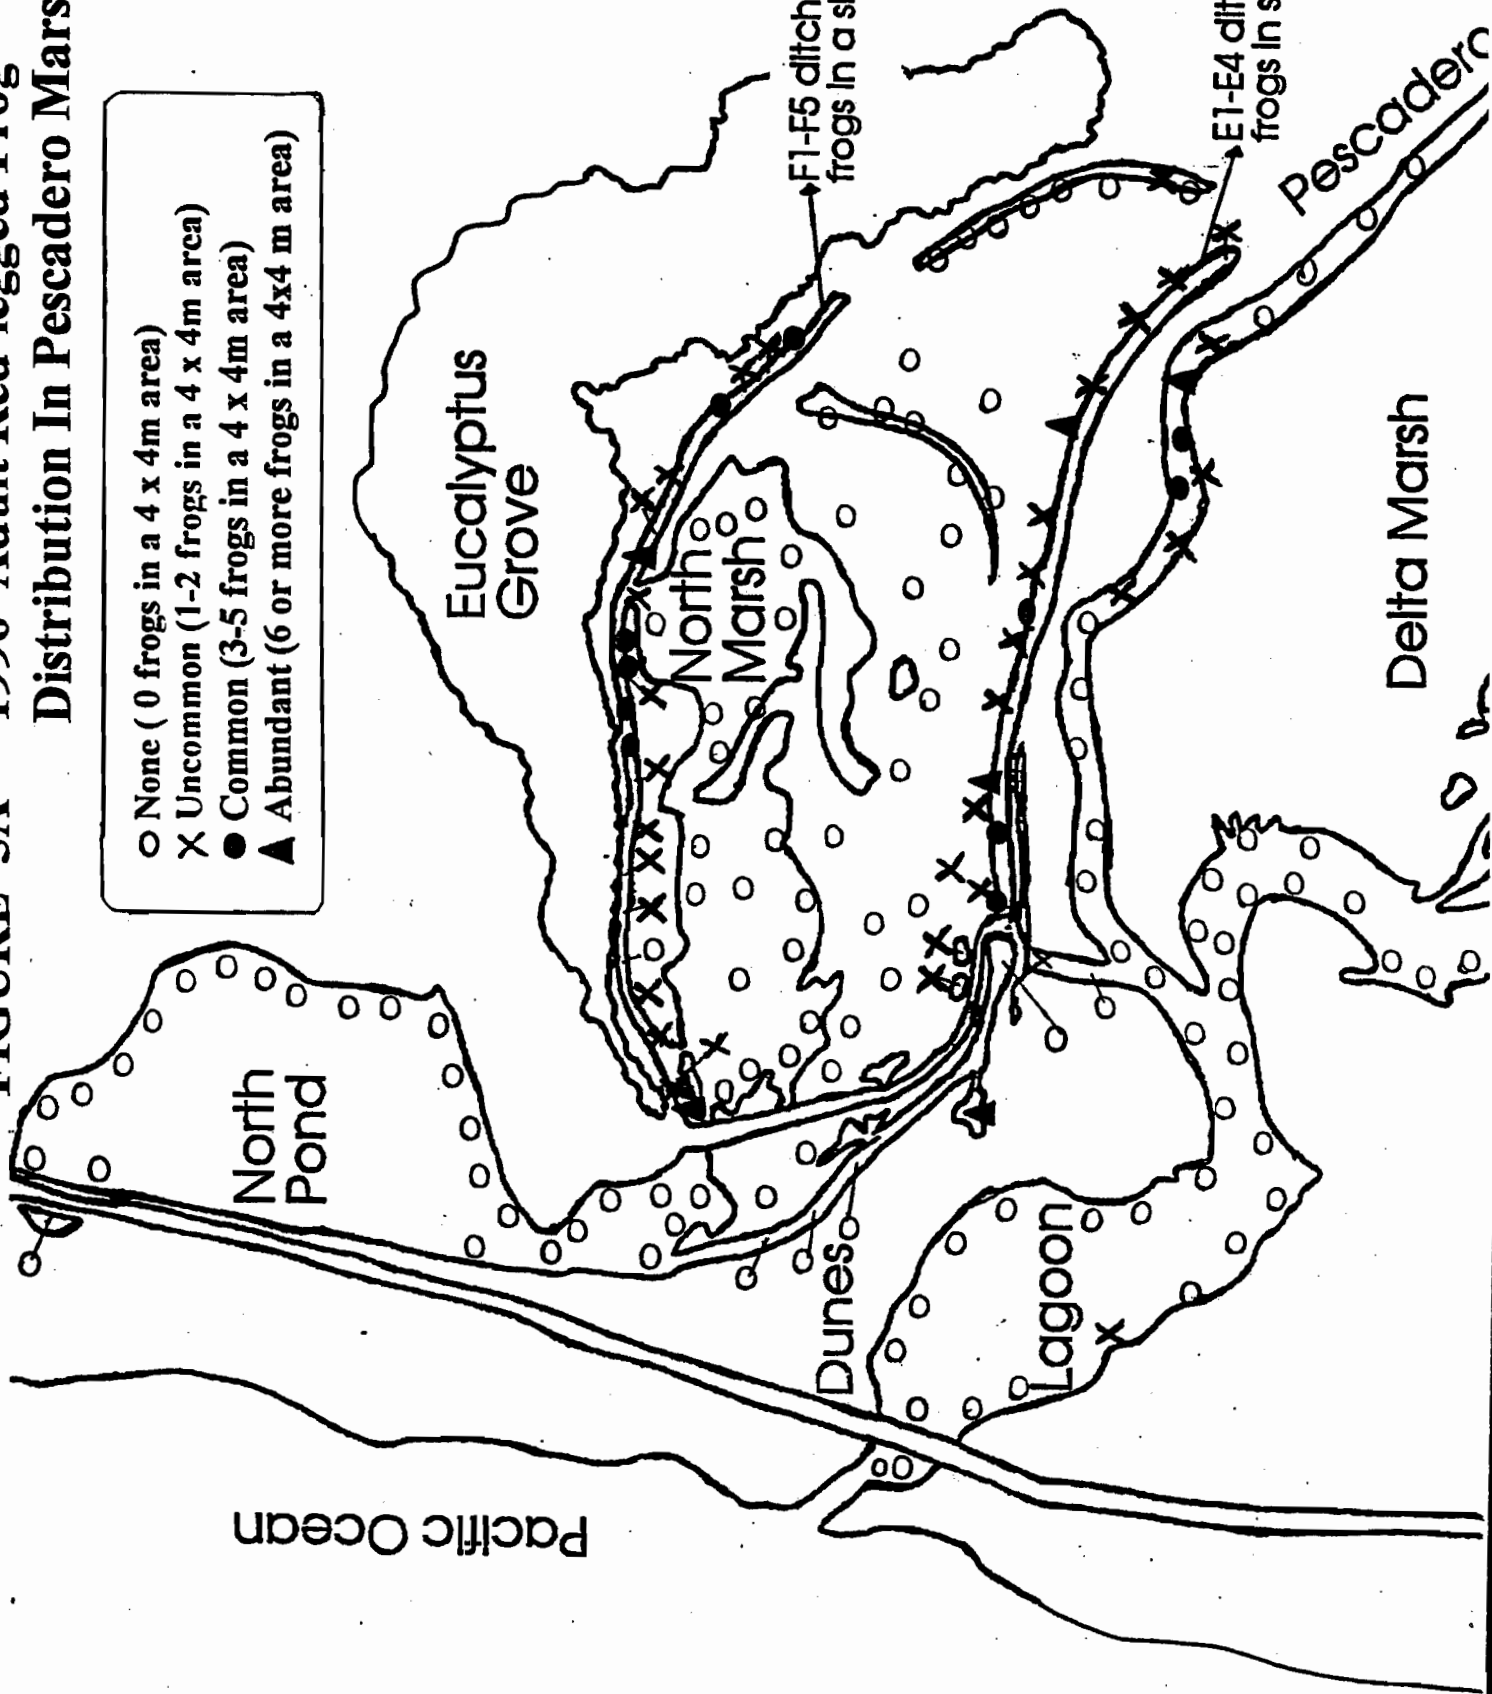 Distribution In Pescadero Mars
None ( 0 frogs in a 4 x 4m area)
X Uncommon (1-2 frogs in a 4 x 4m area)
Common (3-5 frogs in a 4 x 4m area)
Abundant (6 or more frogs in a 4x4 m area)
North
Pond
Eucalyptus
Grove
North
Marsh
F1-F5 ditch
frogs in a
E1-E4
frogs in
Pescadero
Pacific Ocean
Dunes
Lagoon
Delta Marsh